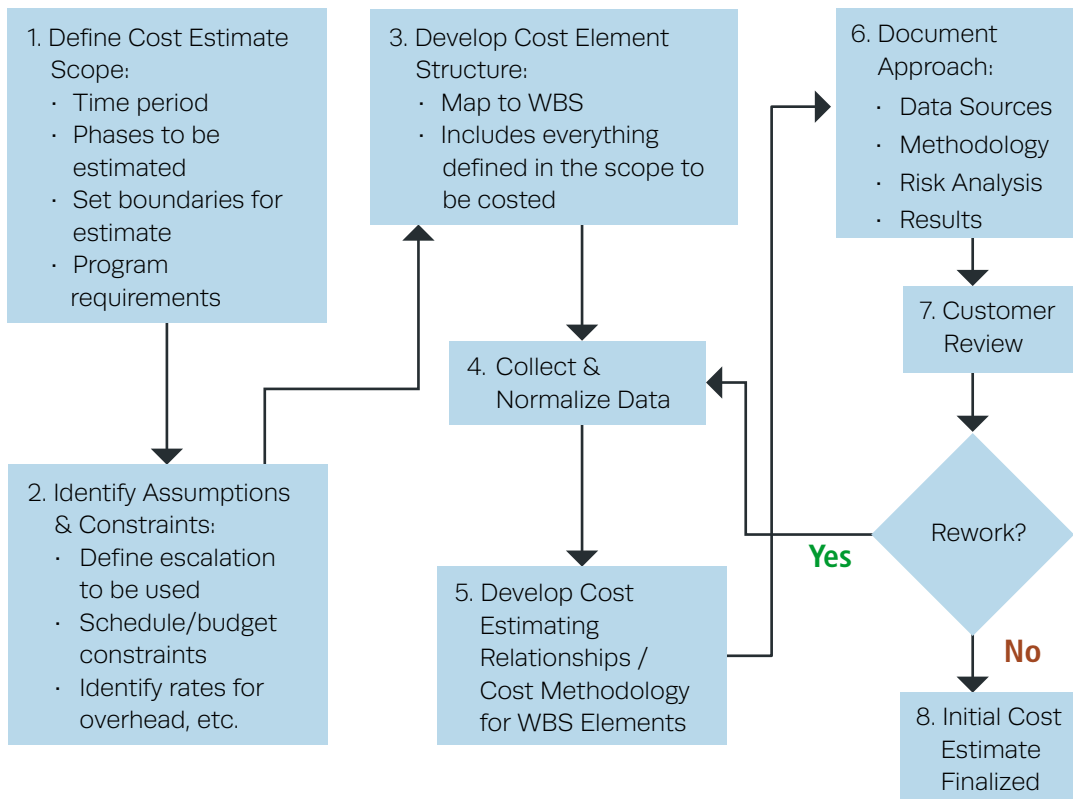 1. Define Cost Estimate
Scope:
· Time period
· Phases to be
estimated
· Set boundaries for
estimate
· Program
requirements
2. Identify Assumptions
& Constraints:
· Define escalation
to be used
· Schedule/budget
constraints
· Identify rates for
overhead, etc.
3. Develop Cost Element
Structure:
· Map to WBS
· Includes everything
defined in the scope to
be costed
4. Collect &
Normalize Data
5. Develop Cost
Estimating
Relationships /
Cost Methodology
for WBS Elements
6. Document
Approach:
· Data Sources
· Methodology
· Risk Analysis
· Results
7. Customer
Review
Rework?
Yes
No
8. Initial Cost
Estimate
Finalized